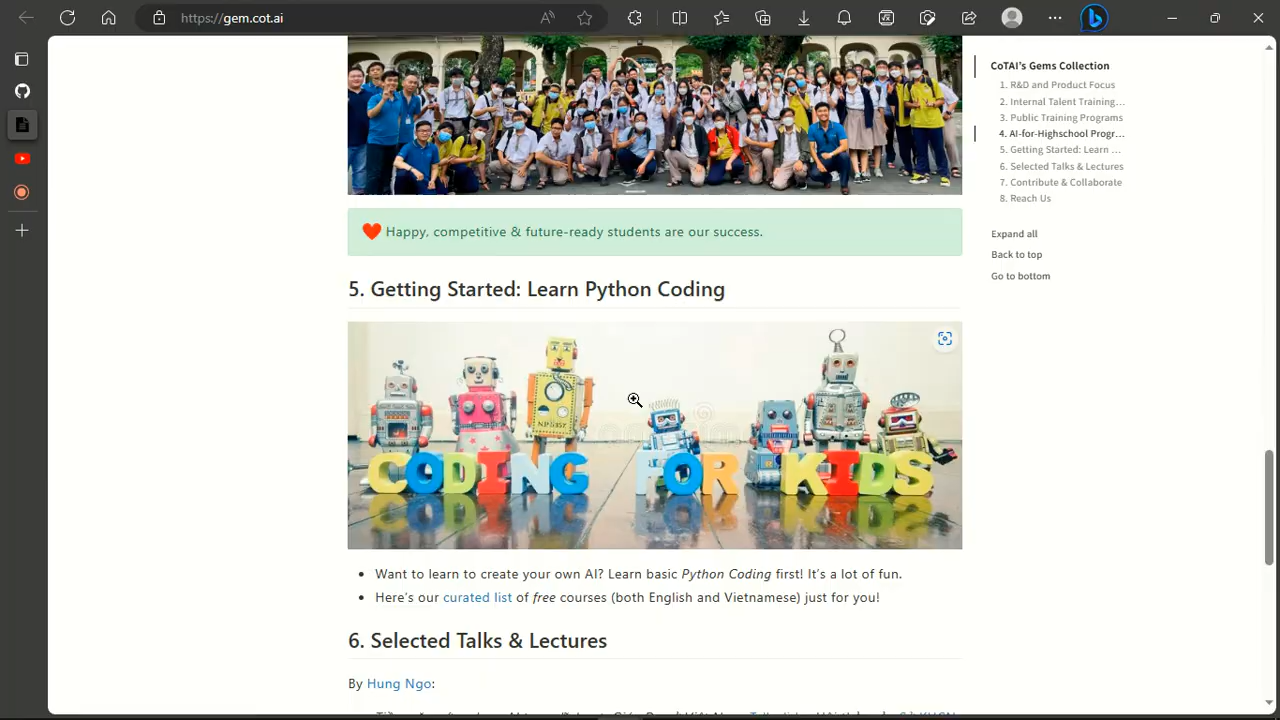 https://gem.cot.ai
CoTAI's Gems Collection
1. R&D and Product Focus
2. Internal Talent Training…
3. Public Training Programs
4. AI-for-Highschool Progr…
5. Getting Started: Learn …
6. Selected Talks & Lectures
7. Contribute & Collaborate
8. Reach Us
Expand all
Back to top
Go to bottom
❤️ Happy, competitive & future-ready students are our success.
5. Getting Started: Learn Python Coding
CODING FOR KIDS
• Want to learn to create your own AI? Learn basic Python Coding first! It's a lot of fun.
• Here's our curated list of free courses (both English and Vietnamese) just for you!
6. Selected Talks & Lectures
By Hung Ngo: